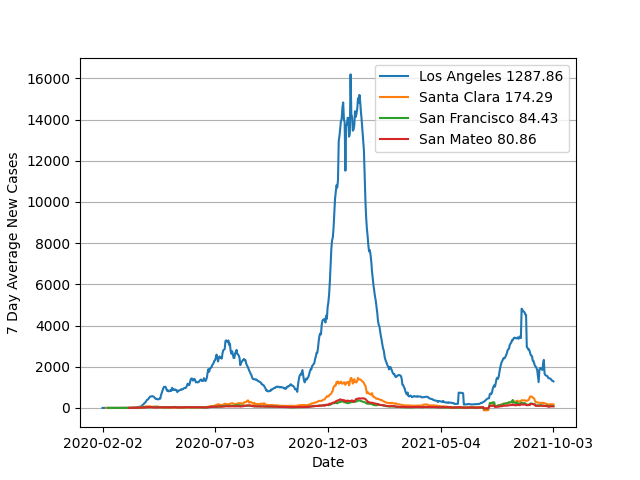 16000
14000
12000
10000
8000
6000
4000
2000
0
7 Day Average New Cases
Los Angeles 1287.86
Santa Clara 174.29
San Francisco 84.43
San Mateo 80.86
2020-02-02 2020-07-03 2020-12-03 2021-05-04 2021-10-03
Date